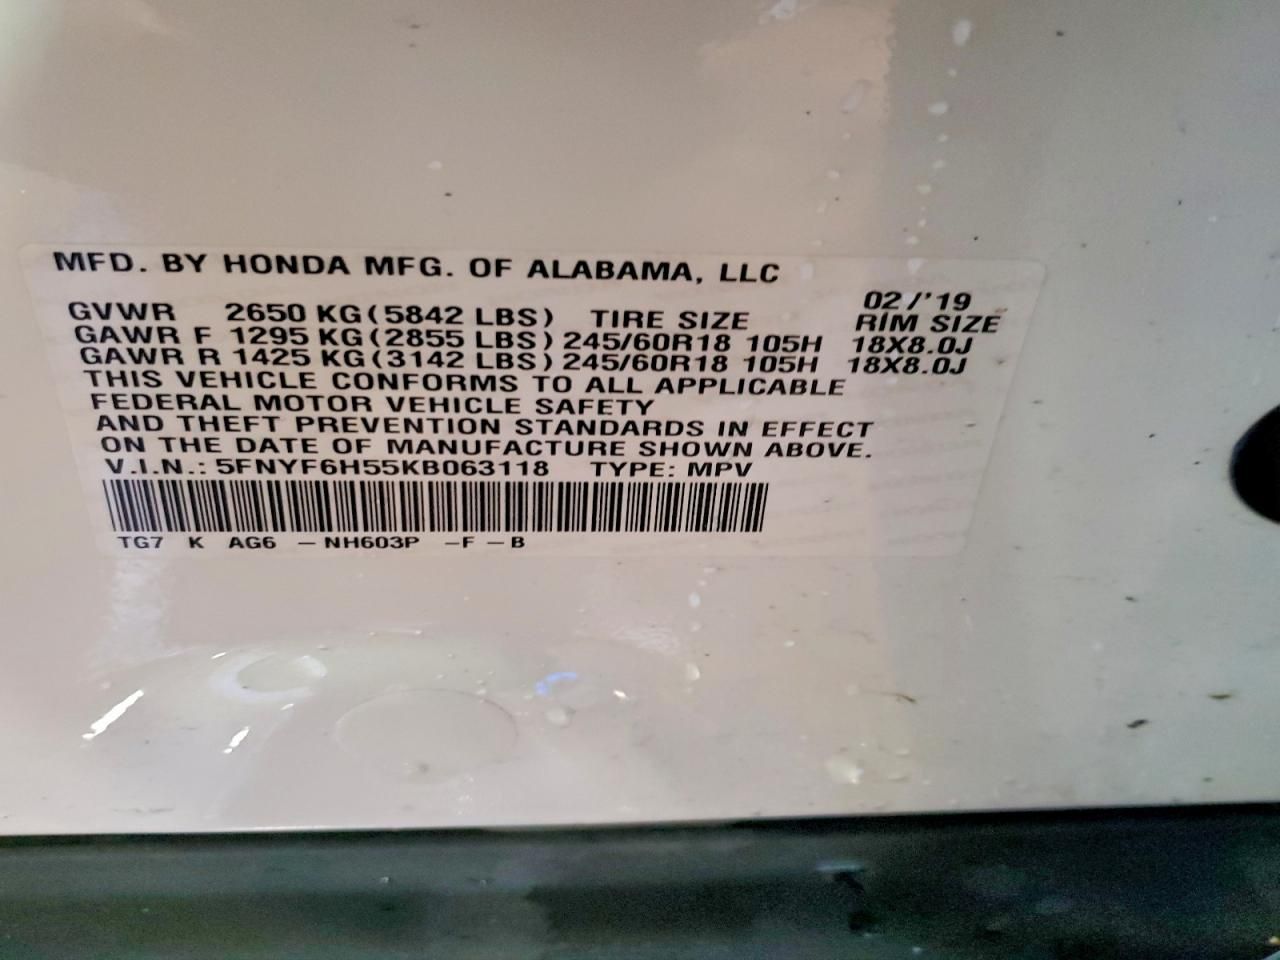 MFD. BY HONDA MFG. OF ALABAMA, LLC
02/'19
GVWR 2650 KG(5842 LBS) TIRE SIZE RIM SIZE
GAWR F 1295 KG(2855 LBS) 245/60R18 105H 18X8.0J
GAWR R 1425 KG(3142 LBS) 245/60R18 105H 18X8.0J
THIS VEHICLE CONFORMS TO ALL APPLICABLE
FEDERAL MOTOR VEHICLE SAFETY
AND THEFT PREVENTION STANDARDS IN EFFECT
ON THE DATE OF MANUFACTURE SHOWN ABOVE.
V.I.N.: 5FNYF6H55KB063118 TYPE: MPV
TG7 K AG6 -NH603P -F-B